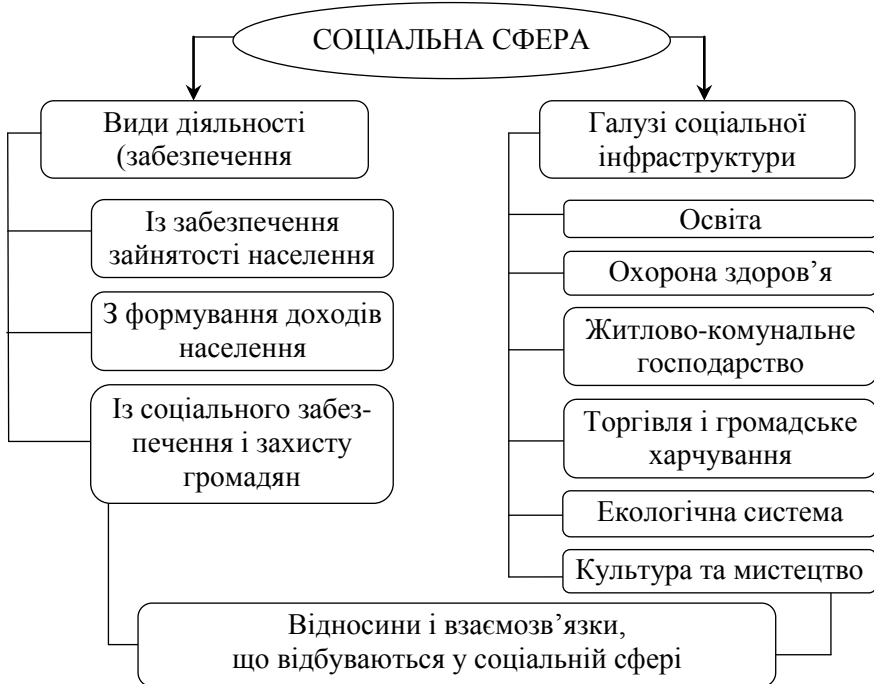 СОЦІАЛЬНА СФЕРА
Види діяльності
(забезпечення
Із забезпечення
зайнятості населення
З формування доходів
населення
Із соціального забез-
печення і захисту
громадян
Галузі соціальної
інфраструктури
Освіта
Охорона здоров’я
Житлово-комунальне
господарство
Торгівля і громадське
харчування
Екологічна система
Культура та мистецтво
Відносини і взаємозв’язки,
що відбуваються у соціальній сфері